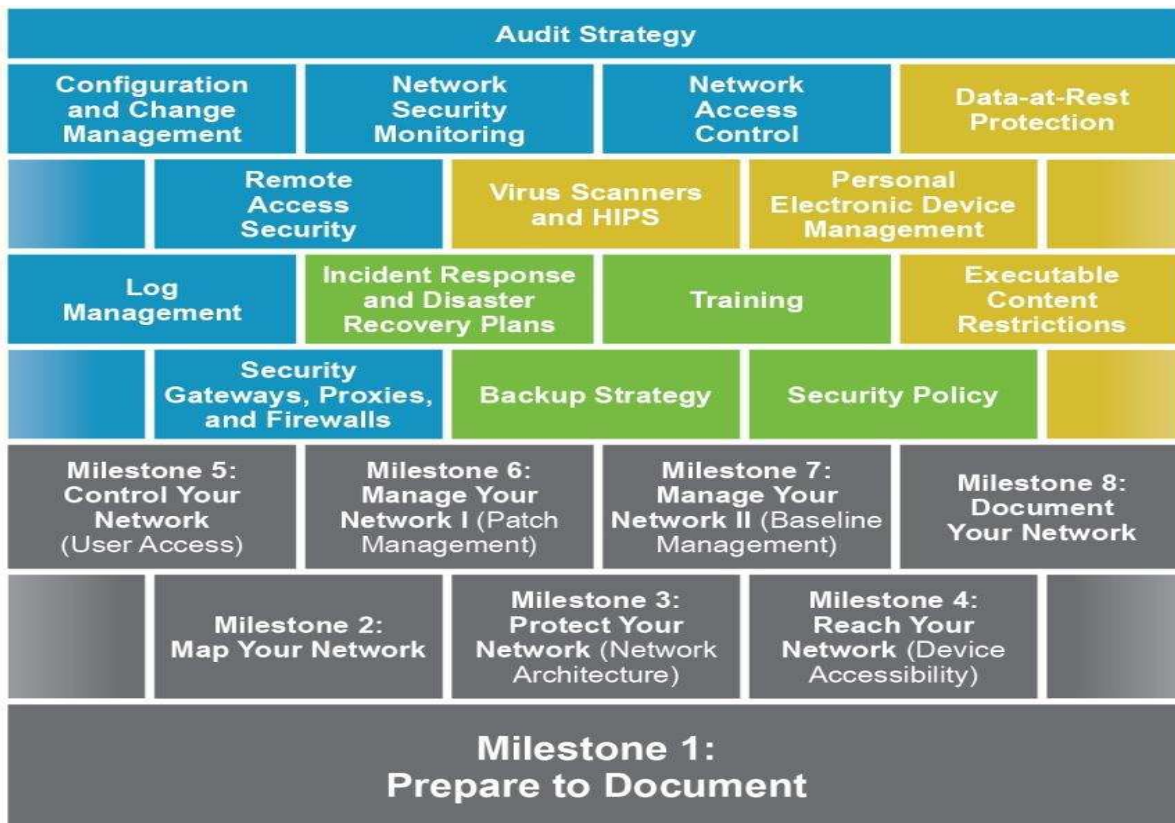 Audit Strategy
Configuration
and Change
Management
Network
Security
Monitoring
Network
Access
Control
Data-at-Rest
Protection
Remote
Access
Security
Virus Scanners
and HIPS
Personal
Electronic Device
Management
Log
Management
Incident Response
and Disaster
Recovery Plans
Training
Executable
Content
Restrictions
Security
Gateways, Proxies,
and Firewalls
Backup Strategy
Security Policy
Milestone 5:
Control Your
Network
(User Access)
Milestone 6:
Manage Your
Network I (Patch
Management)
Milestone 7:
Manage Your
Network II (Baseline
Management)
Milestone 8:
Document
Your Network
Milestone 2:
Map Your Network
Milestone 3:
Protect Your
Network (Network
Architecture)
Milestone 4:
Reach Your
Network (Device
Accessibility)
Milestone 1:
Prepare to Document